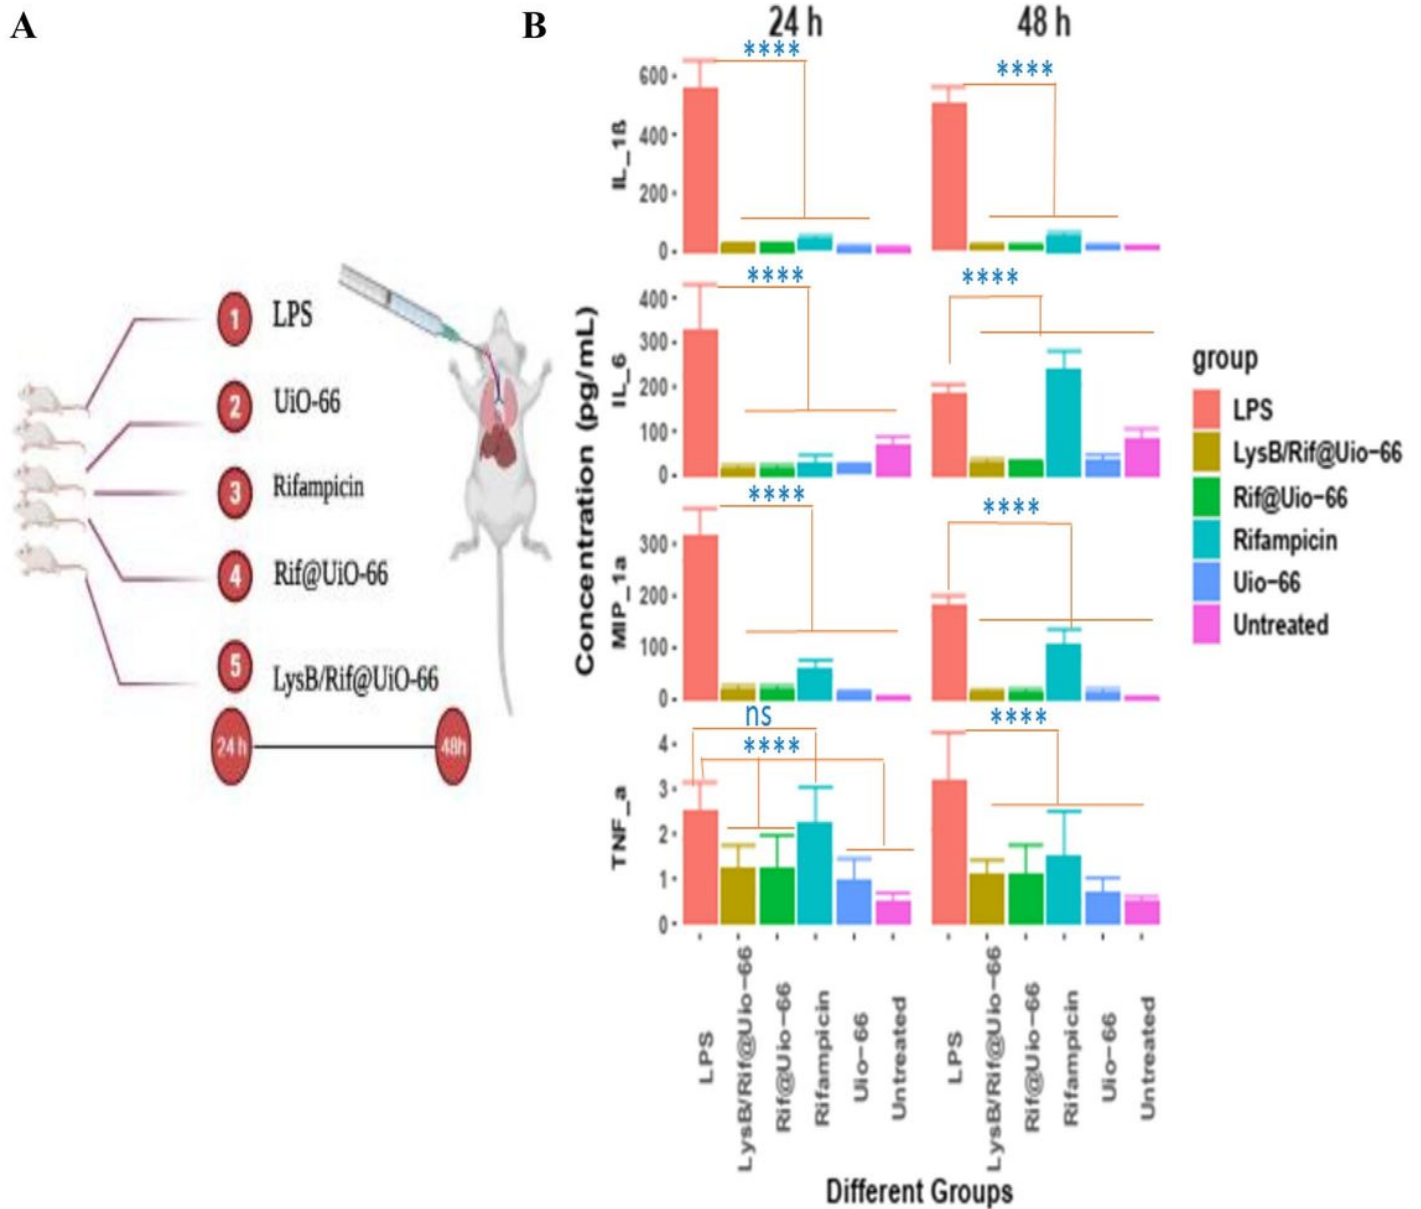 A
1 LPS
2 UiO-66
3 Rifampicin
4 Rif@UiO-66
5 LysB/Rif@UiO-66
24 h 48h
B
24 h 48 h
Concentration (pg/mL)
IL_1ß
600
400
200
0
****
****
IL_6
400
300
200
100
0
****
****
MIP_1a
300
200
100
0
****
****
TNF_a
4
3
2
1
0
ns
****
****
LPS
LysB/Rif@Uio-66
Rif@Uio-66
Rifampicin
Uio-66
Untreated
LPS
LysB/Rif@Uio-66
Rif@Uio-66
Rifampicin
Uio-66
Untreated
Different Groups
group
LPS
LysB/Rif@Uio-66
Rif@Uio-66
Rifampicin
Uio-66
Untreated